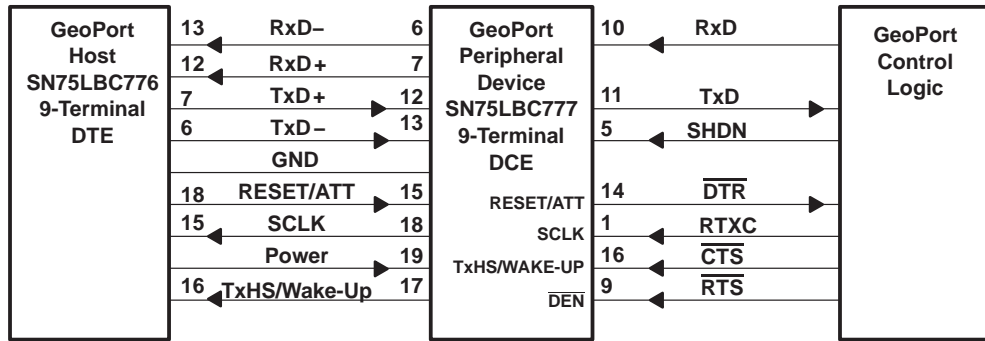 GeoPort
Host
SN75LBC776
9-Terminal
DTE
13 RxD– 6
12 RxD+ 7
7 TxD+ 12
6 TxD– 13
GND
18 RESET/ATT 15
15 SCLK 18
Power 19
16 TxHS/Wake-Up 17
GeoPort
Peripheral
Device
SN75LBC777
9-Terminal
DCE
RESET/ATT
SCLK
TxHS/WAKE-UP
DEN
10 RxD
11 TxD
5 SHDN
14 DTR
1 RTXC
16 CTS
9 RTS
GeoPort
Control
Logic